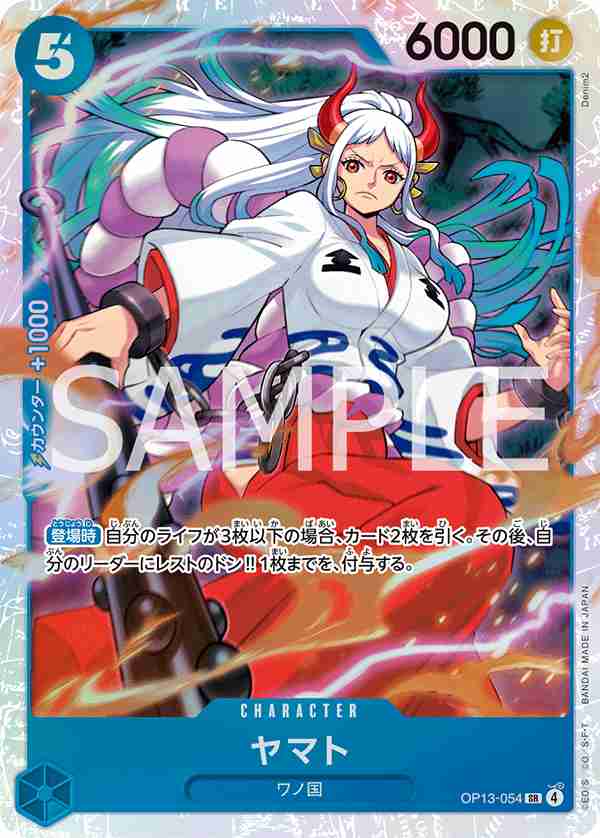 5
6000
打
Denim2
カウンター+1000
SAMPLE
登場時 自分のライフが3枚以下の場合、カード2枚を引く。その後、自
分のリーダーにレストのドン!!1枚までを、付与する。
CHARACTER
ヤマト
ワノ国
OP13-054 SR 4
©E.O/S. ©O./S・F・T BANDAI MADE IN JAPAN